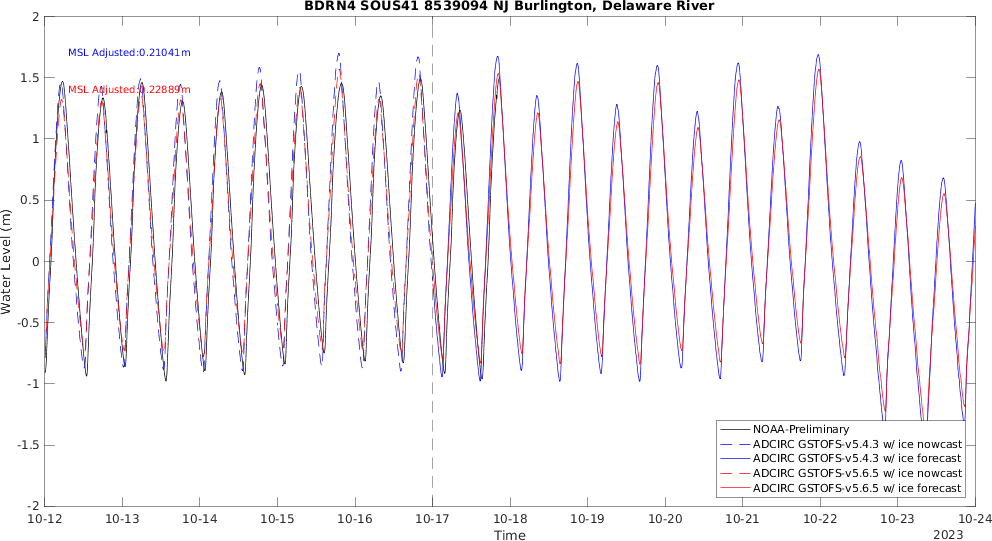 BDRN4 SOUS41 8539094 NJ Burlington, Delaware River
2
1.5
1
0.5
0
-0.5
-1
-1.5
-2
Water Level (m)
MSL Adjusted:0.21041m
MSL Adjusted:0.22889m
NOAA-Preliminary
ADCIRC GSTOFS-v5.4.3 w/ ice nowcast
ADCIRC GSTOFS-v5.4.3 w/ ice forecast
ADCIRC GSTOFS-v5.6.5 w/ ice nowcast
ADCIRC GSTOFS-v5.6.5 w/ ice forecast
10-12 10-13 10-14 10-15 10-16 10-17 10-18 10-19 10-20 10-21 10-22 10-23 10-24
Time
2023